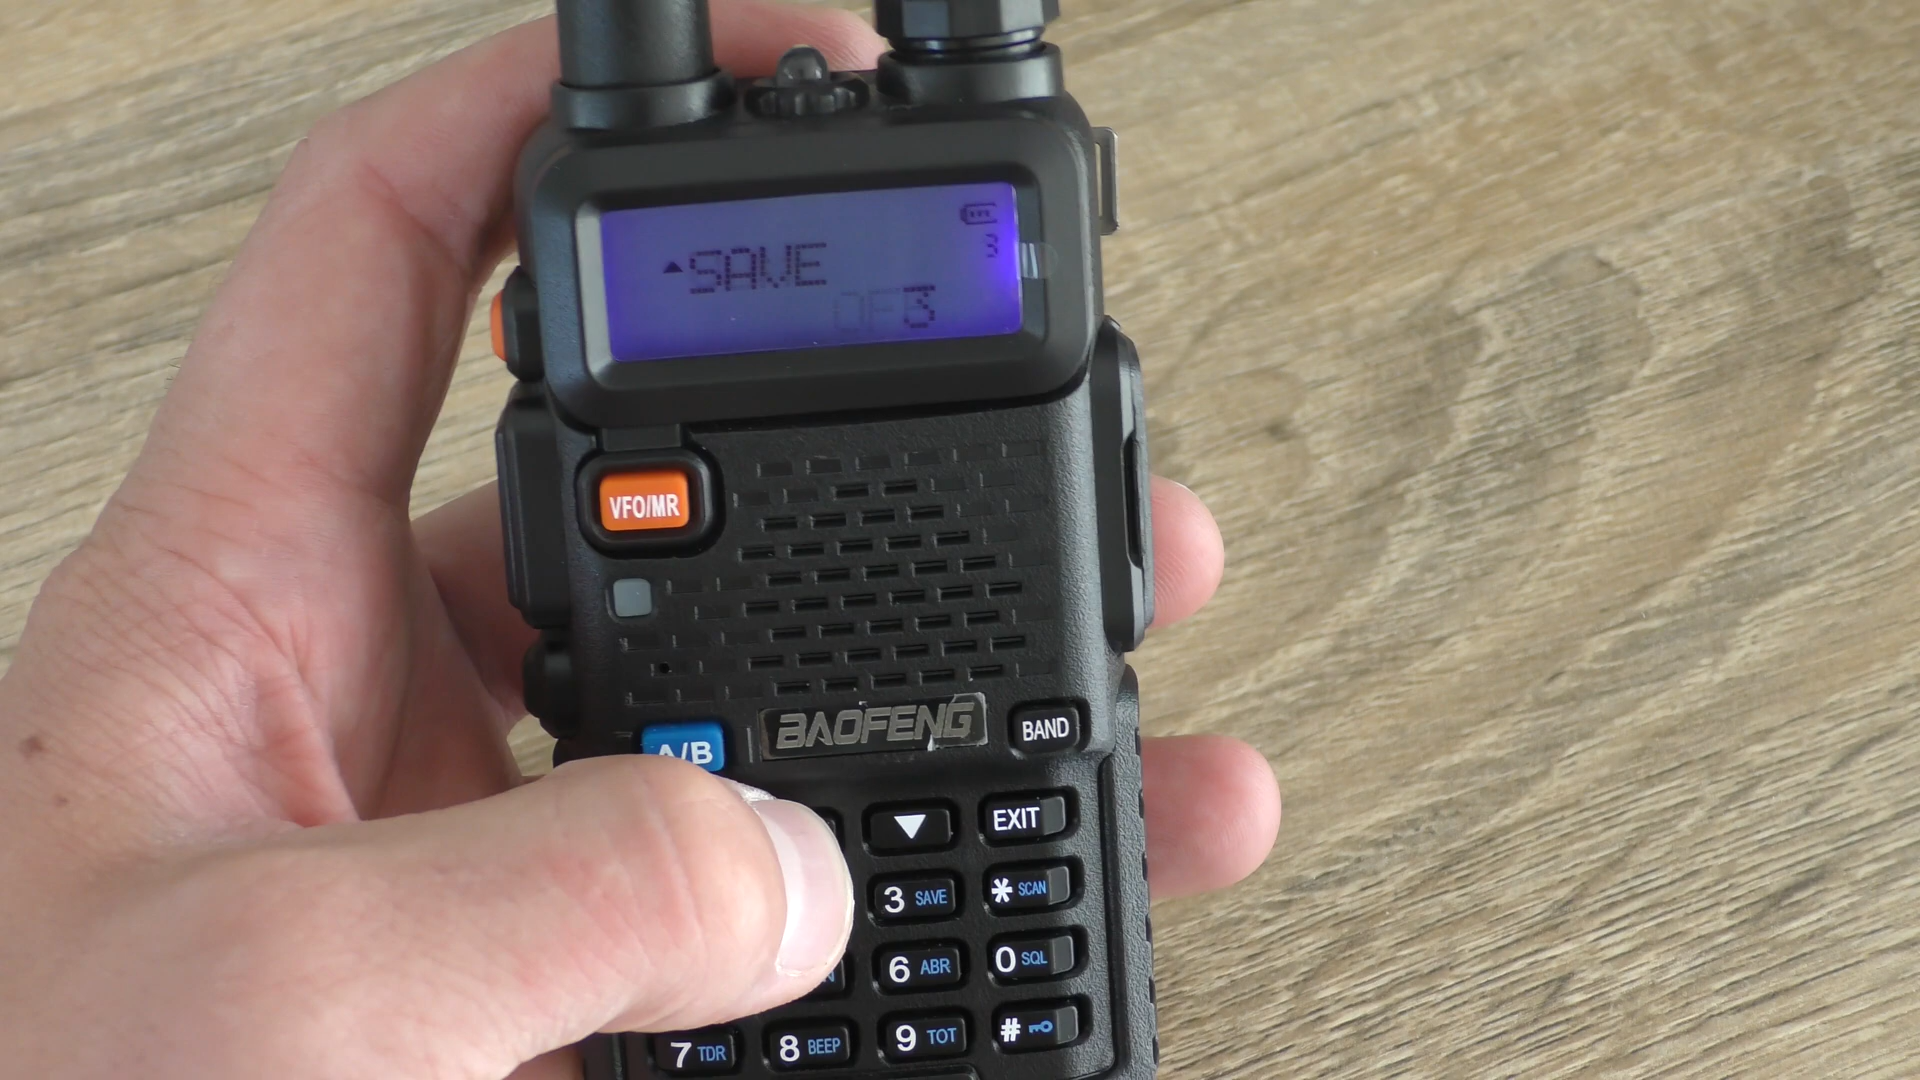 SAVE
3
3
VFO/MR
A/B
BAOFENG
BAND
EXIT
3 SAVE
* SCAN
6 ABR
0 SQL
7 TDR
8 BEEP
9 TOT
#